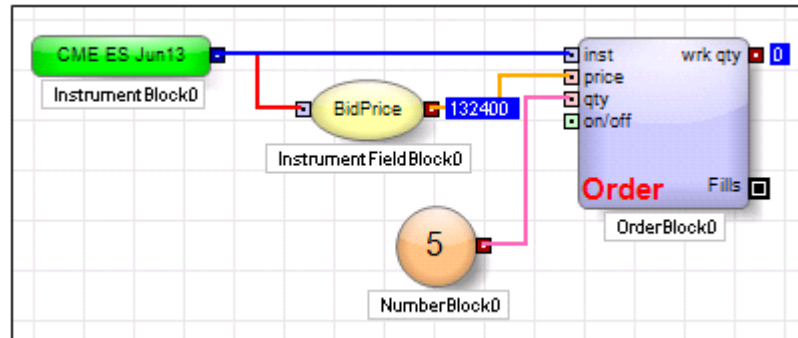 CME ES Jun13
InstrumentBlock0
BidPrice
132400
InstrumentFieldBlock0
5
NumberBlock0
inst
wrk qty
0
price
qty
on/off
Order
Fills
OrderBlock0